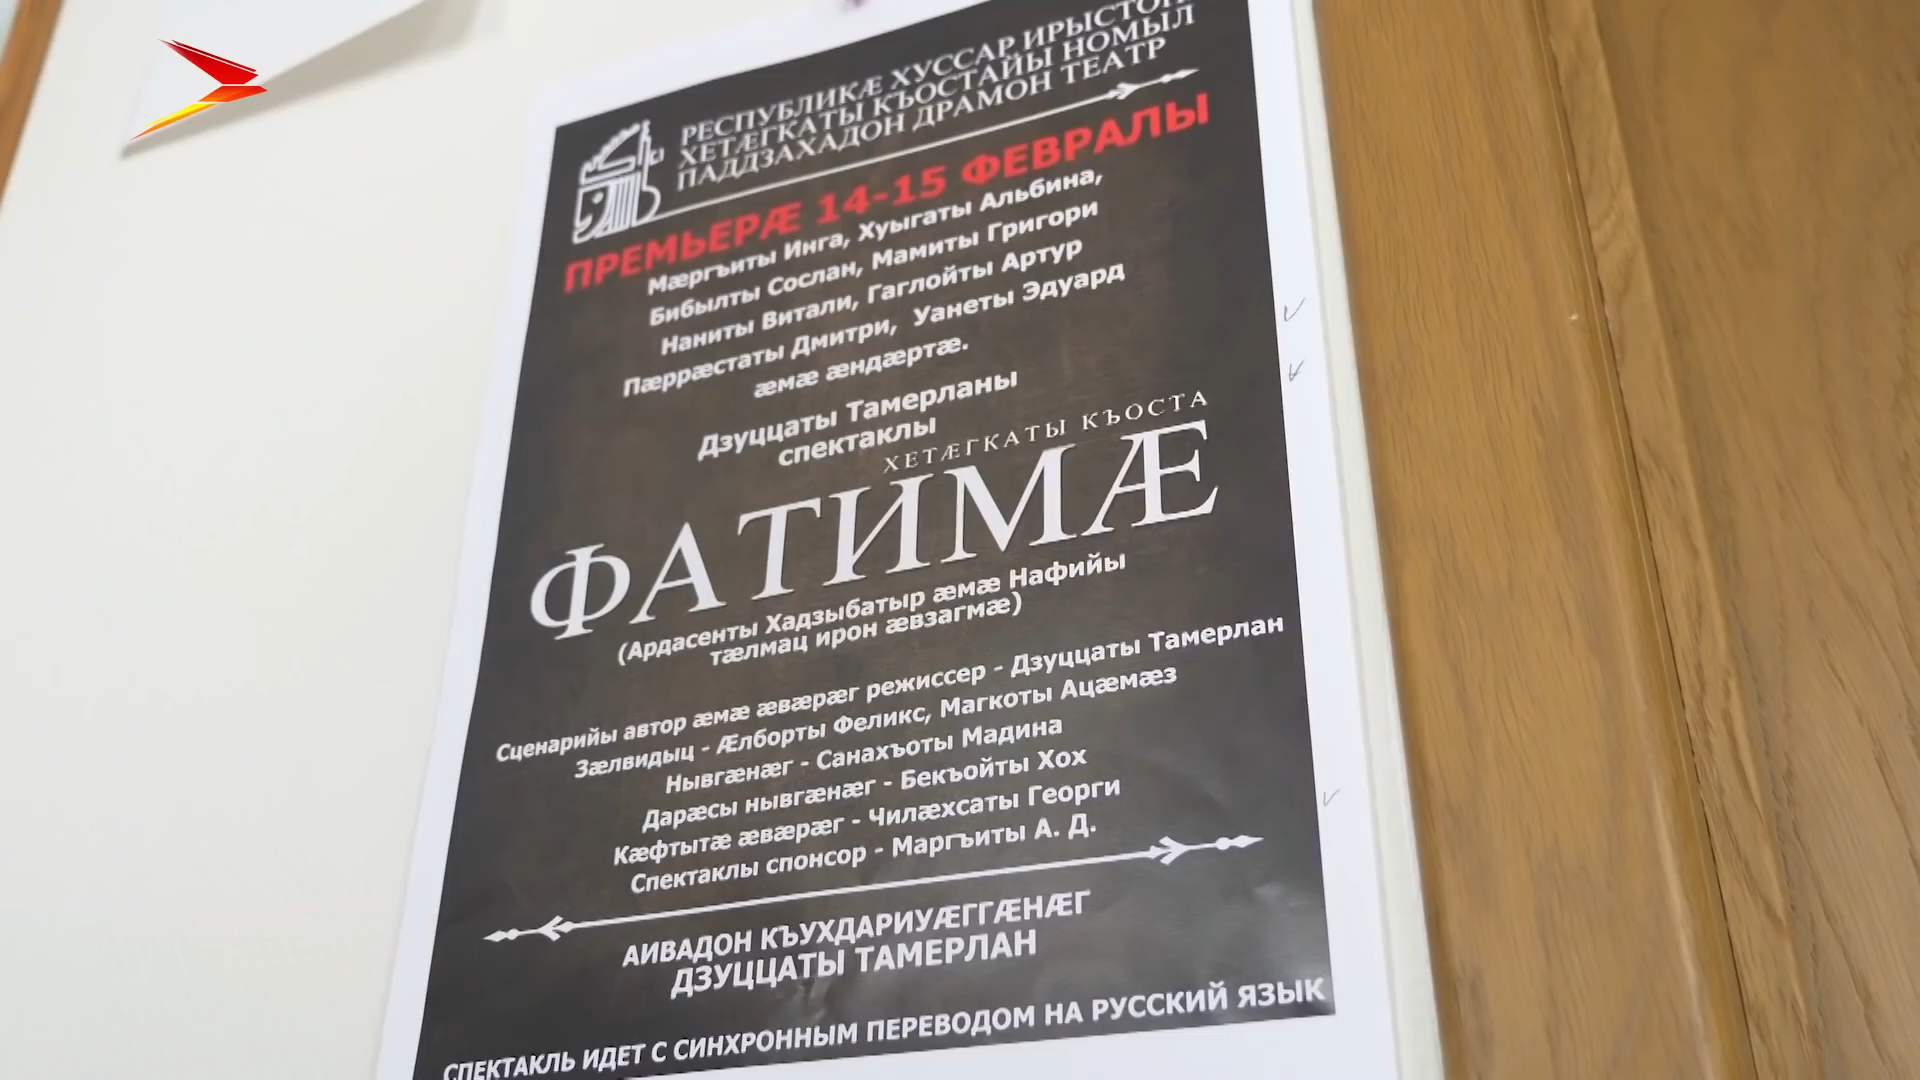 РЕСПУБЛИКÆ ХУССАР ИРЫСТОНЫ
ХЕТÆГКАТЫ КЪОСТАЙЫ НОМЫЛ
ПАДДЗАХАДОН ДРАМОН ТЕАТР
ПРЕМЬЕРÆ 14-15 ФЕВРАЛЫ
Мæргъиты Инга, Хуыгаты Альбина,
Бибылты Сослан, Мамиты Григори
Наниты Витали, Гаглойты Артур
Пæррæстаты Дмитри, Уанеты Эдуард
æмæ æндæртæ.
Дзуццаты Тамерланы
спектаклы
ХЕТÆГКАТЫ КЪОСТА
ФАТИМÆ
(Ардасенты Хадзыбатыр æмæ Нафийы
тæлмац ирон æвзагмæ)
Сценарийы автор æмæ æвæрæг режиссер - Дзуццаты Тамерлан
Зæлвидыц - Æлборты Феликс, Магкоты Ацæмæз
Нывгæнæг - Санахъоты Мадина
Дарæсы нывгæнæг - Бекъойты Хох
Кæфтытæ æвæрæг - Чилæхсаты Георги
Спектаклы спонсор - Маргъиты А. Д.
АИВАДОН КЪУХДАРИУÆГГÆНÆГ
ДЗУЦЦАТЫ ТАМЕРЛАН
СПЕКТАКЛЬ ИДЕТ С СИНХРОННЫМ ПЕРЕВОДОМ НА РУССКИЙ ЯЗЫК